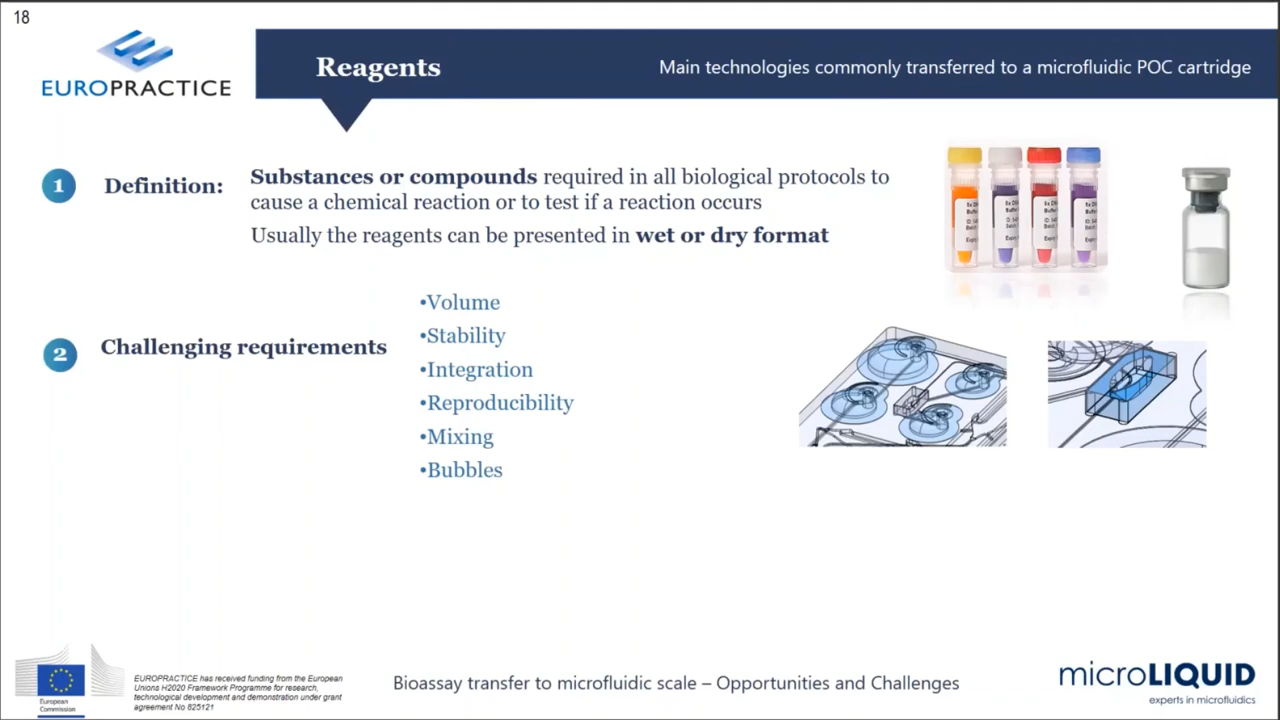 18
EUROPRACTICE
Reagents
Main technologies commonly transferred to a microfluidic POC cartridge
1
Definition:
Substances or compounds required in all biological protocols to
cause a chemical reaction or to test if a reaction occurs
Usually the reagents can be presented in wet or dry format
2
Challenging requirements
•Volume
•Stability
•Integration
•Reproducibility
•Mixing
•Bubbles
European
Commission
EUROPRACTICE has received funding from the European
Unions H2020 Framework Programme for research,
technological development and demonstration under grant
agreement No 825121
Bioassay transfer to microfluidic scale – Opportunities and Challenges
microLIQUID
experts in microfluidics